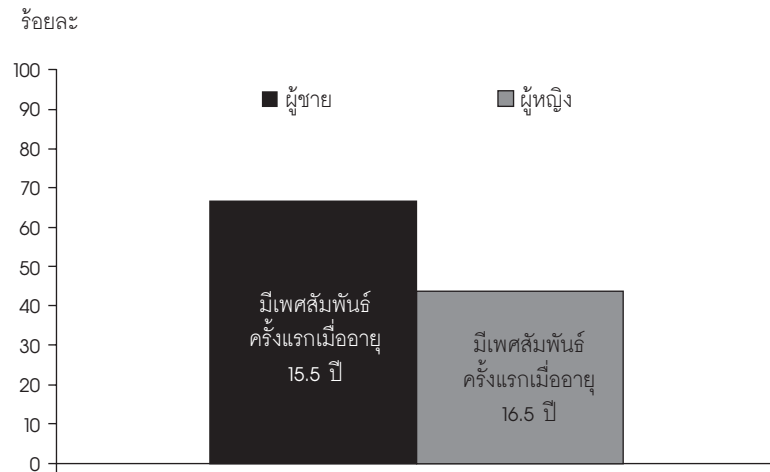 ร้อยละ
100
90
80
70
60
50
40
30
20
10
0
ผู้ชาย
ผู้หญิง
มีเพศสัมพันธ์
ครั้งแรกเมื่ออายุ
15.5 ปี
มีเพศสัมพันธ์
ครั้งแรกเมื่ออายุ
16.5 ปี